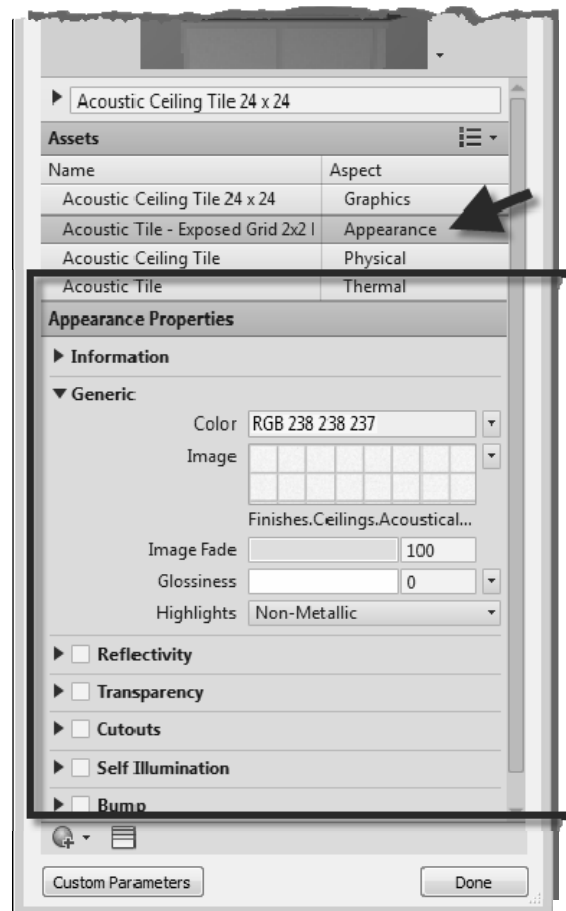 Acoustic Ceiling Tile 24 x 24
Assets
Name Aspect
Acoustic Ceiling Tile 24 x 24 Graphics
Acoustic Tile - Exposed Grid 2x2 Appearance
Acoustic Ceiling Tile Physical
Acoustic Tile Thermal
Appearance Properties
Information
Generic
Color RGB 238 238 237
Image
Finishes.Ceilings.Acoustical...
Image Fade 100
Glossiness 0
Highlights Non-Metallic
Reflectivity
Transparency
Cutouts
Self Illumination
Bump
Custom Parameters Done